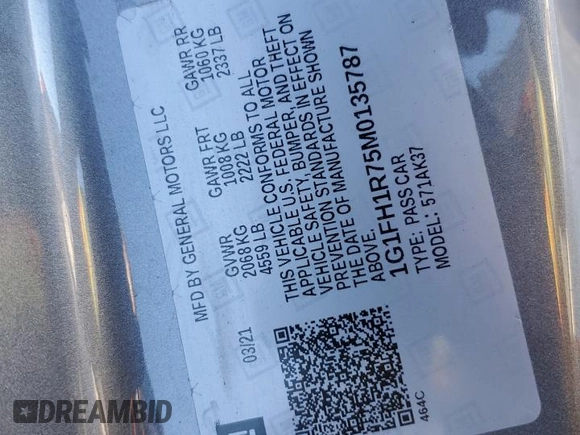 MFD BY GENERAL MOTORS LLC
03/21
GVWR
2068 KG
4559 LB
GAWR FRT
1008 KG
2222 LB
GAWR RR
1060 KG
2337 LB
THIS VEHICLE CONFORMS TO ALL
APPLICABLE U.S. FEDERAL MOTOR
VEHICLE SAFETY, BUMPER, AND THEFT
PREVENTION STANDARDS IN EFFECT ON
THE DATE OF MANUFACTURE SHOWN
ABOVE.
1G1FH1R75M0135787
TYPE: PASS CAR
MODEL: 571AK37
464C
DREAMBID